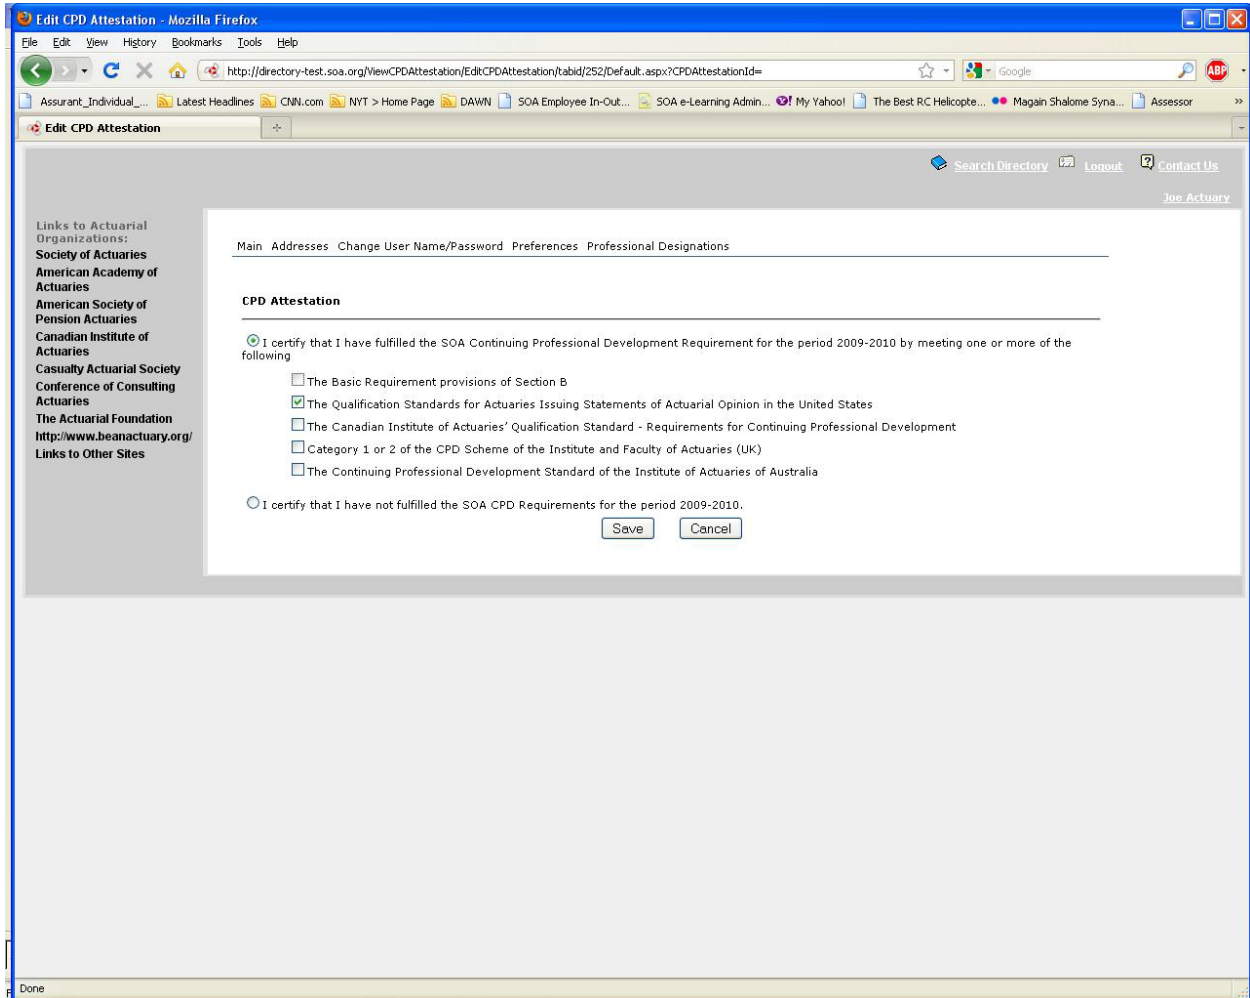 Edit CPD Attestation - Mozilla Firefox
File Edit View History Bookmarks Tools Help
http://directory-test.soa.org/ViewCPDAttestation/EditCPDAttestation/tabid/252/Default.aspx?CPDAttestationId= Google ABP
Assurant_Individual_... Latest Headlines CNN.com NYT > Home Page DAWN SOA Employee In-Out... SOA e-Learning Admin... My Yahoo! The Best RC Helicopte... Magain Shalome Syna... Assessor »
Edit CPD Attestation
Search Directory Logout Contact Us
Joe Actuary
Links to Actuarial
Organizations:
Society of Actuaries
American Academy of
Actuaries
American Society of
Pension Actuaries
Canadian Institute of
Actuaries
Casualty Actuarial Society
Conference of Consulting
Actuaries
The Actuarial Foundation
http://www.beanactuary.org/
Links to Other Sites
Main Addresses Change User Name/Password Preferences Professional Designations
CPD Attestation
I certify that I have fulfilled the SOA Continuing Professional Development Requirement for the period 2009-2010 by meeting one or more of the
following
The Basic Requirement provisions of Section B
The Qualification Standards for Actuaries Issuing Statements of Actuarial Opinion in the United States
The Canadian Institute of Actuaries' Qualification Standard - Requirements for Continuing Professional Development
Category 1 or 2 of the CPD Scheme of the Institute and Faculty of Actuaries (UK)
The Continuing Professional Development Standard of the Institute of Actuaries of Australia
I certify that I have not fulfilled the SOA CPD Requirements for the period 2009-2010.
Save Cancel
Done